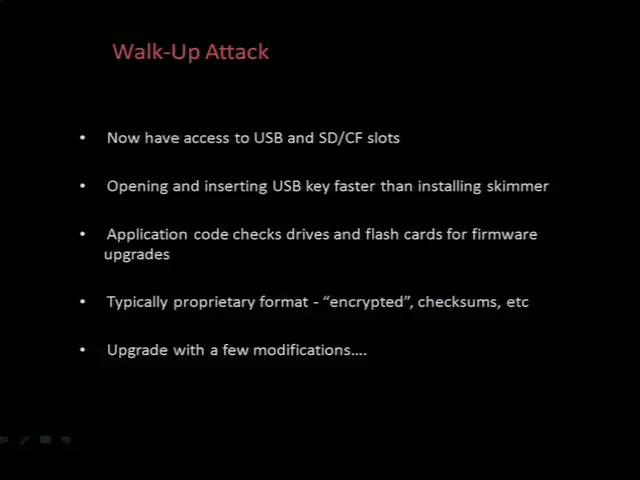 Walk-Up Attack
• Now have access to USB and SD/CF slots
• Opening and inserting USB key faster than installing skimmer
• Application code checks drives and flash cards for firmware
upgrades
• Typically proprietary format - “encrypted”, checksums, etc
• Upgrade with a few modifications....